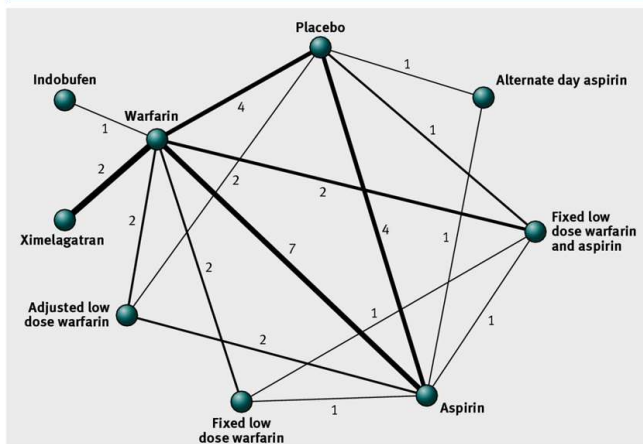 Placebo
1
Alternate day aspirin
Indobufen
1
Warfarin
4
1
2
2
2
2
Ximelagatran
2
7
4
1
Fixed low
dose warfarin
and aspirin
Adjusted low
dose warfarin
2
1
1
Fixed low
dose warfarin
1
Aspirin